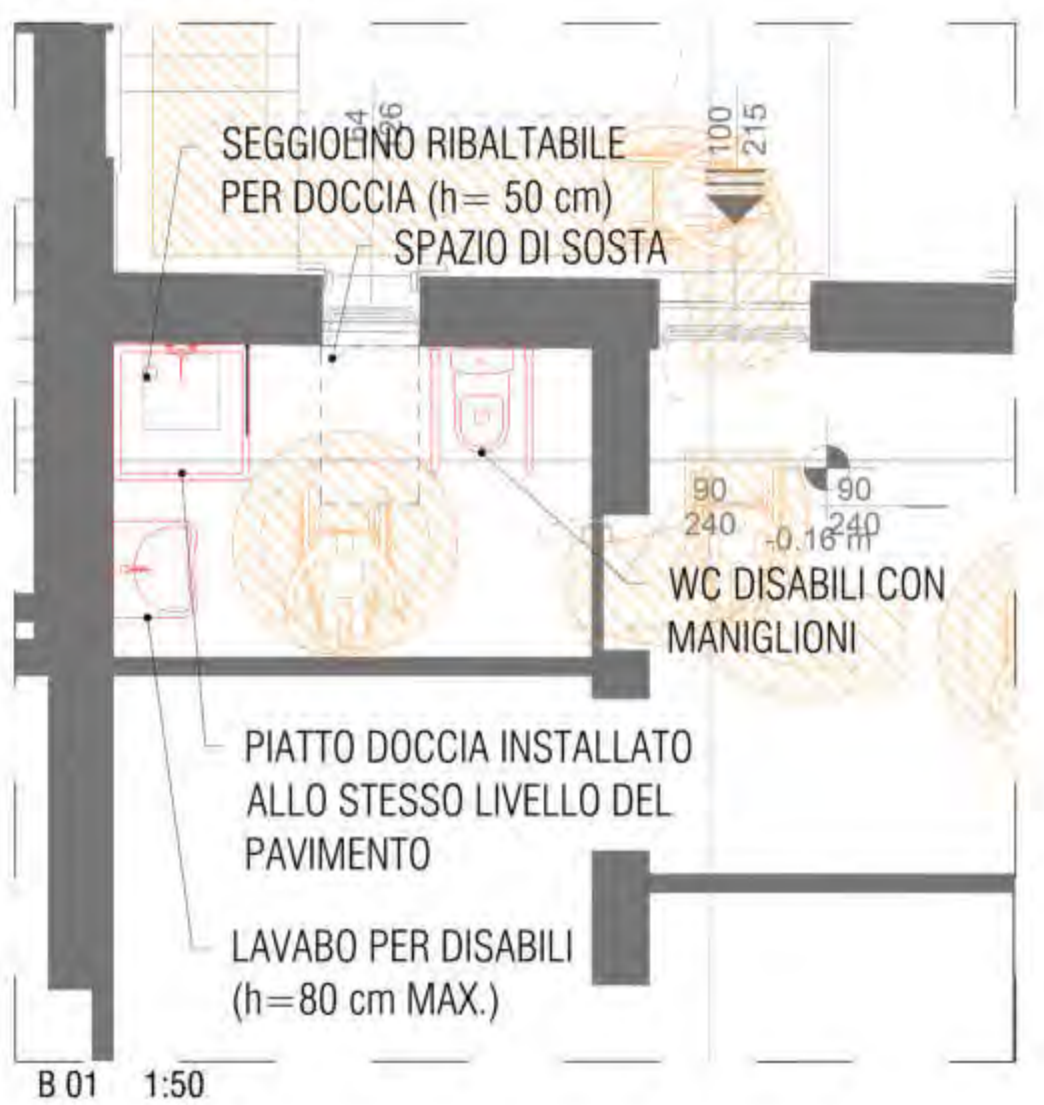 64
26
100
215
SEGGIOLINO RIBALTABILE
PER DOCCIA (h= 50 cm)
SPAZIO DI SOSTA
90
240
90
240
-0.16 m
WC DISABILI CON
MANIGLIONI
PIATTO DOCCIA INSTALLATO
ALLO STESSO LIVELLO DEL
PAVIMENTO
LAVABO PER DISABILI
(h=80 cm MAX.)
B 01 1:50